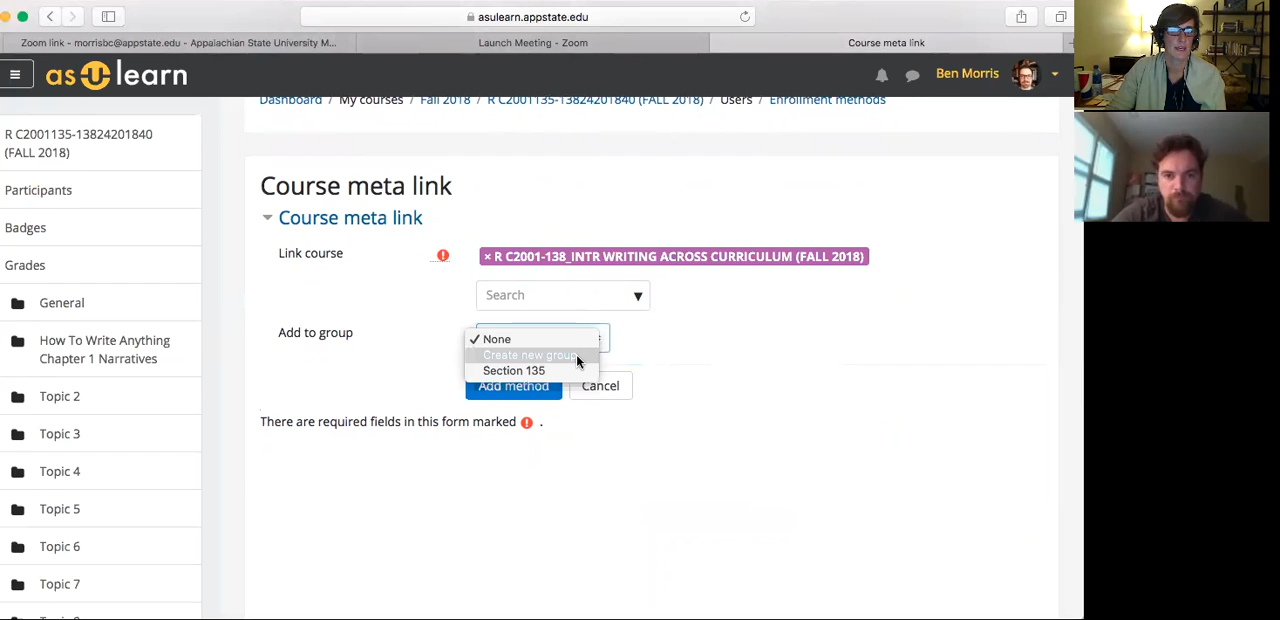 asulearn.appstate.edu
Zoom link - morrisbc@appstate.edu - Appalachian State University M...
Launch Meeting - Zoom
Course meta link
asulearn
Ben Morris
Dashboard / My courses / Fall 2018 / R C2001135-13824201840 (FALL 2018) / Users / Enrollment methods
R C2001135-13824201840
(FALL 2018)
Participants
Badges
Grades
General
How To Write Anything
Chapter 1 Narratives
Topic 2
Topic 3
Topic 4
Topic 5
Topic 6
Topic 7
Course meta link
Course meta link
Link course
× R C2001-138_INTR WRITING ACROSS CURRICULUM (FALL 2018)
Search
Add to group
✓ None
Create new group
Section 135
Add method
Cancel
There are required fields in this form marked ! .